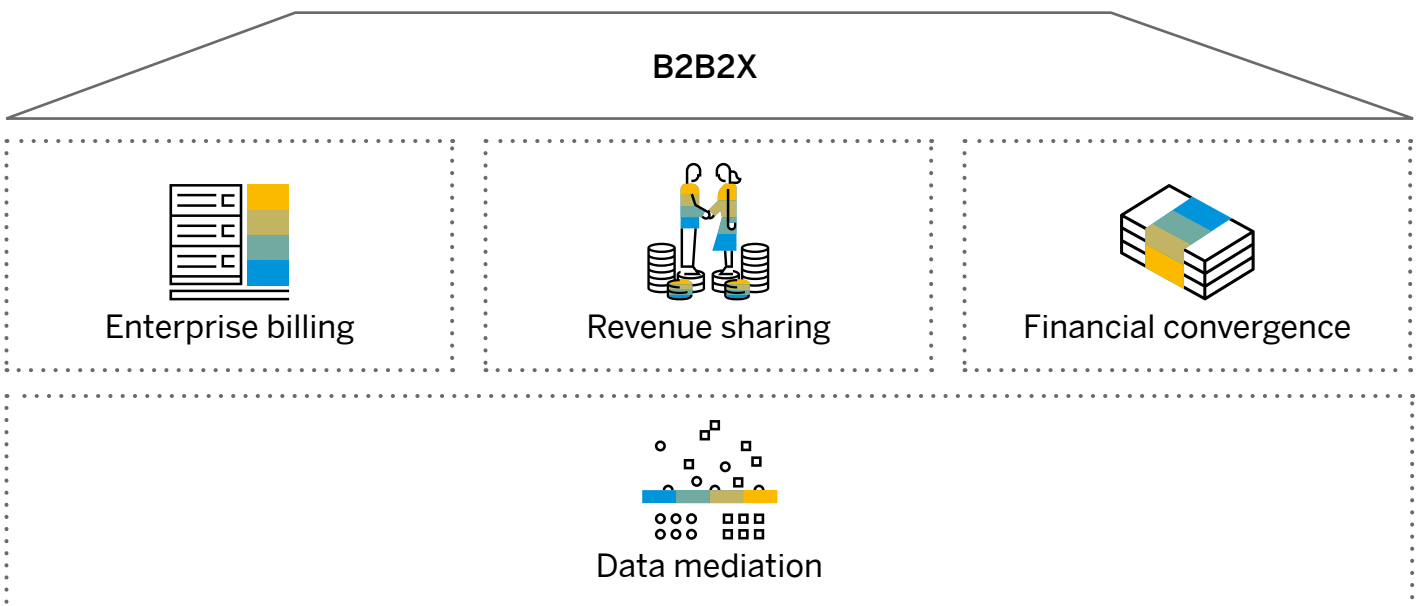 B2B2X
Enterprise billing
Revenue sharing
Financial convergence
Data mediation